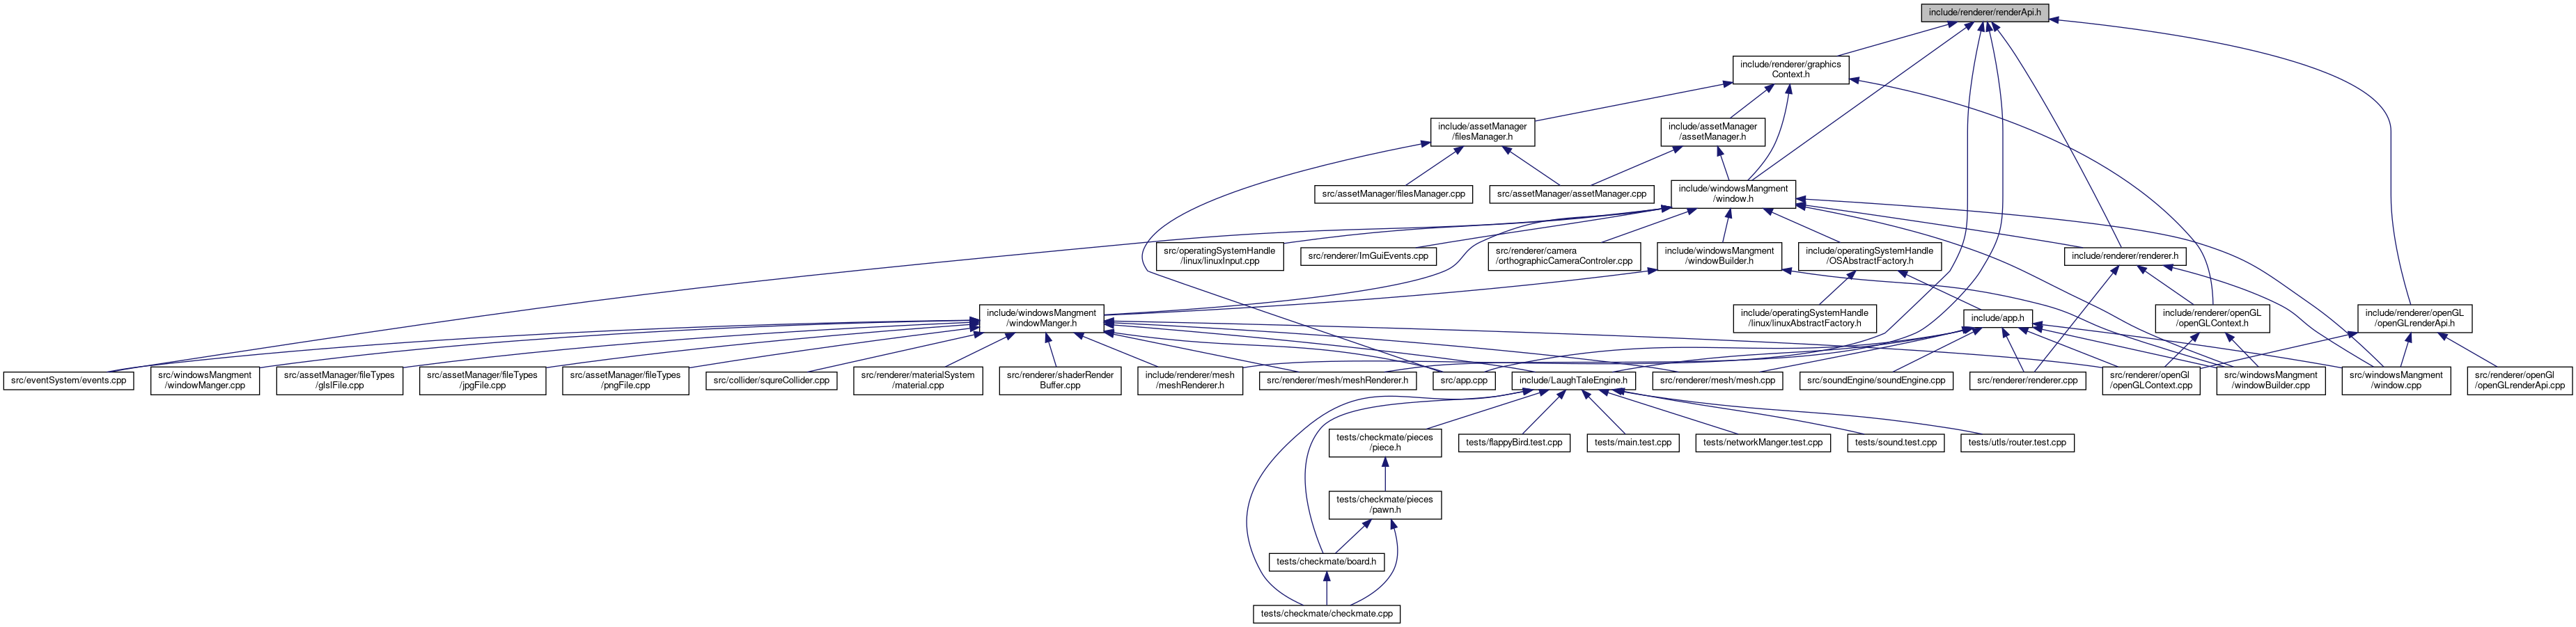 include/renderer/renderApi.h
include/renderer/graphics
Context.h
include/assetManager
/filesManager.h
include/assetManager
/assetManager.h
src/assetManager/filesManager.cpp
src/assetManager/assetManager.cpp
include/windowsMangment
/window.h
src/operatingSystemHandle
/linux/linuxInput.cpp
src/renderer/ImGuiEvents.cpp
src/renderer/camera
/orthographicCameraControler.cpp
include/windowsMangment
/windowBuilder.h
include/operatingSystemHandle
/OSAbstractFactory.h
include/renderer/renderer.h
include/windowsMangment
/windowManger.h
include/operatingSystemHandle
/linux/linuxAbstractFactory.h
include/app.h
include/renderer/openGL
/openGLContext.h
include/renderer/openGL
/openGLrenderApi.h
src/eventSystem/events.cpp
src/windowsMangment
/windowManger.cpp
src/assetManager/fileTypes
/glslFile.cpp
src/assetManager/fileTypes
/jpgFile.cpp
src/assetManager/fileTypes
/pngFile.cpp
src/collider/squreCollider.cpp
src/renderer/materialSystem
/material.cpp
src/renderer/shaderRender
Buffer.cpp
include/renderer/mesh
/meshRenderer.h
src/renderer/mesh/meshRenderer.h
src/app.cpp
include/LaughTaleEngine.h
src/renderer/mesh/mesh.cpp
src/soundEngine/soundEngine.cpp
src/renderer/renderer.cpp
src/renderer/openGl
/openGLContext.cpp
src/windowsMangment
/windowBuilder.cpp
src/windowsMangment
/window.cpp
src/renderer/openGl
/openGLrenderApi.cpp
tests/checkmate/pieces
/piece.h
tests/flappyBird.test.cpp
tests/main.test.cpp
tests/networkManger.test.cpp
tests/sound.test.cpp
tests/utls/router.test.cpp
tests/checkmate/pieces
/pawn.h
tests/checkmate/board.h
tests/checkmate/checkmate.cpp